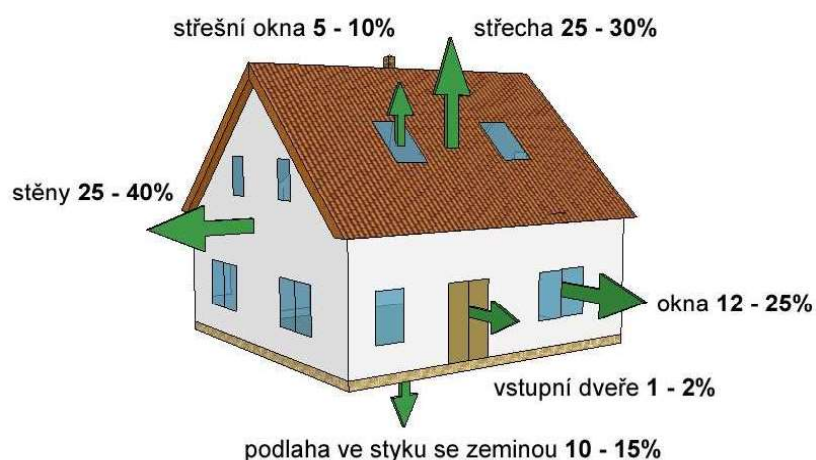 střešní okna 5 - 10%
střecha 25 - 30%
stěny 25 - 40%
okna 12 - 25%
vstupní dveře 1 - 2%
podlaha ve styku se zeminou 10 - 15%